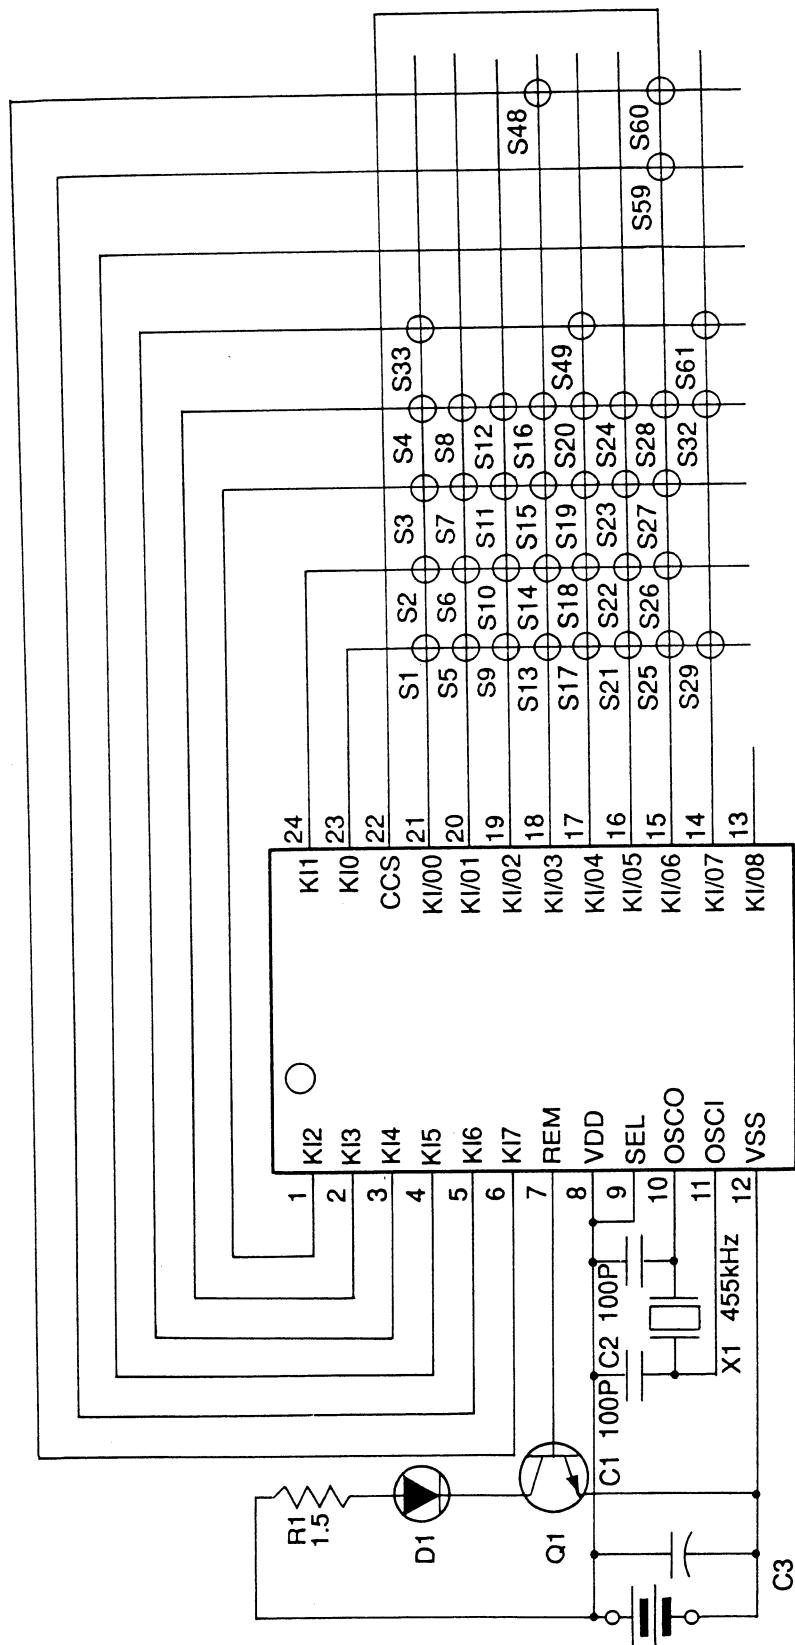 S48
S60
S59
S33
S49
S61
S4
S8
S12
S16
S20
S24
S28
S32
S3
S7
S11
S15
S19
S23
S27
S2
S6
S10
S14
S18
S22
S26
S1
S5
S9
S13
S17
S21
S25
S29
24
23
22
21
20
19
18
17
16
15
14
13
KI1
KI0
CCS
KI/00
KI/01
KI/02
KI/03
KI/04
KI/05
KI/06
KI/07
KI/08
KI2
KI3
KI4
KI5
KI6
KI7
REM
VDD
SEL
OSCO
OSCI
VSS
1
2
3
4
5
6
7
8
9
10
11
12
C1 100P
C2 100P
X1 455kHz
R1
1.5
D1
Q1
C3